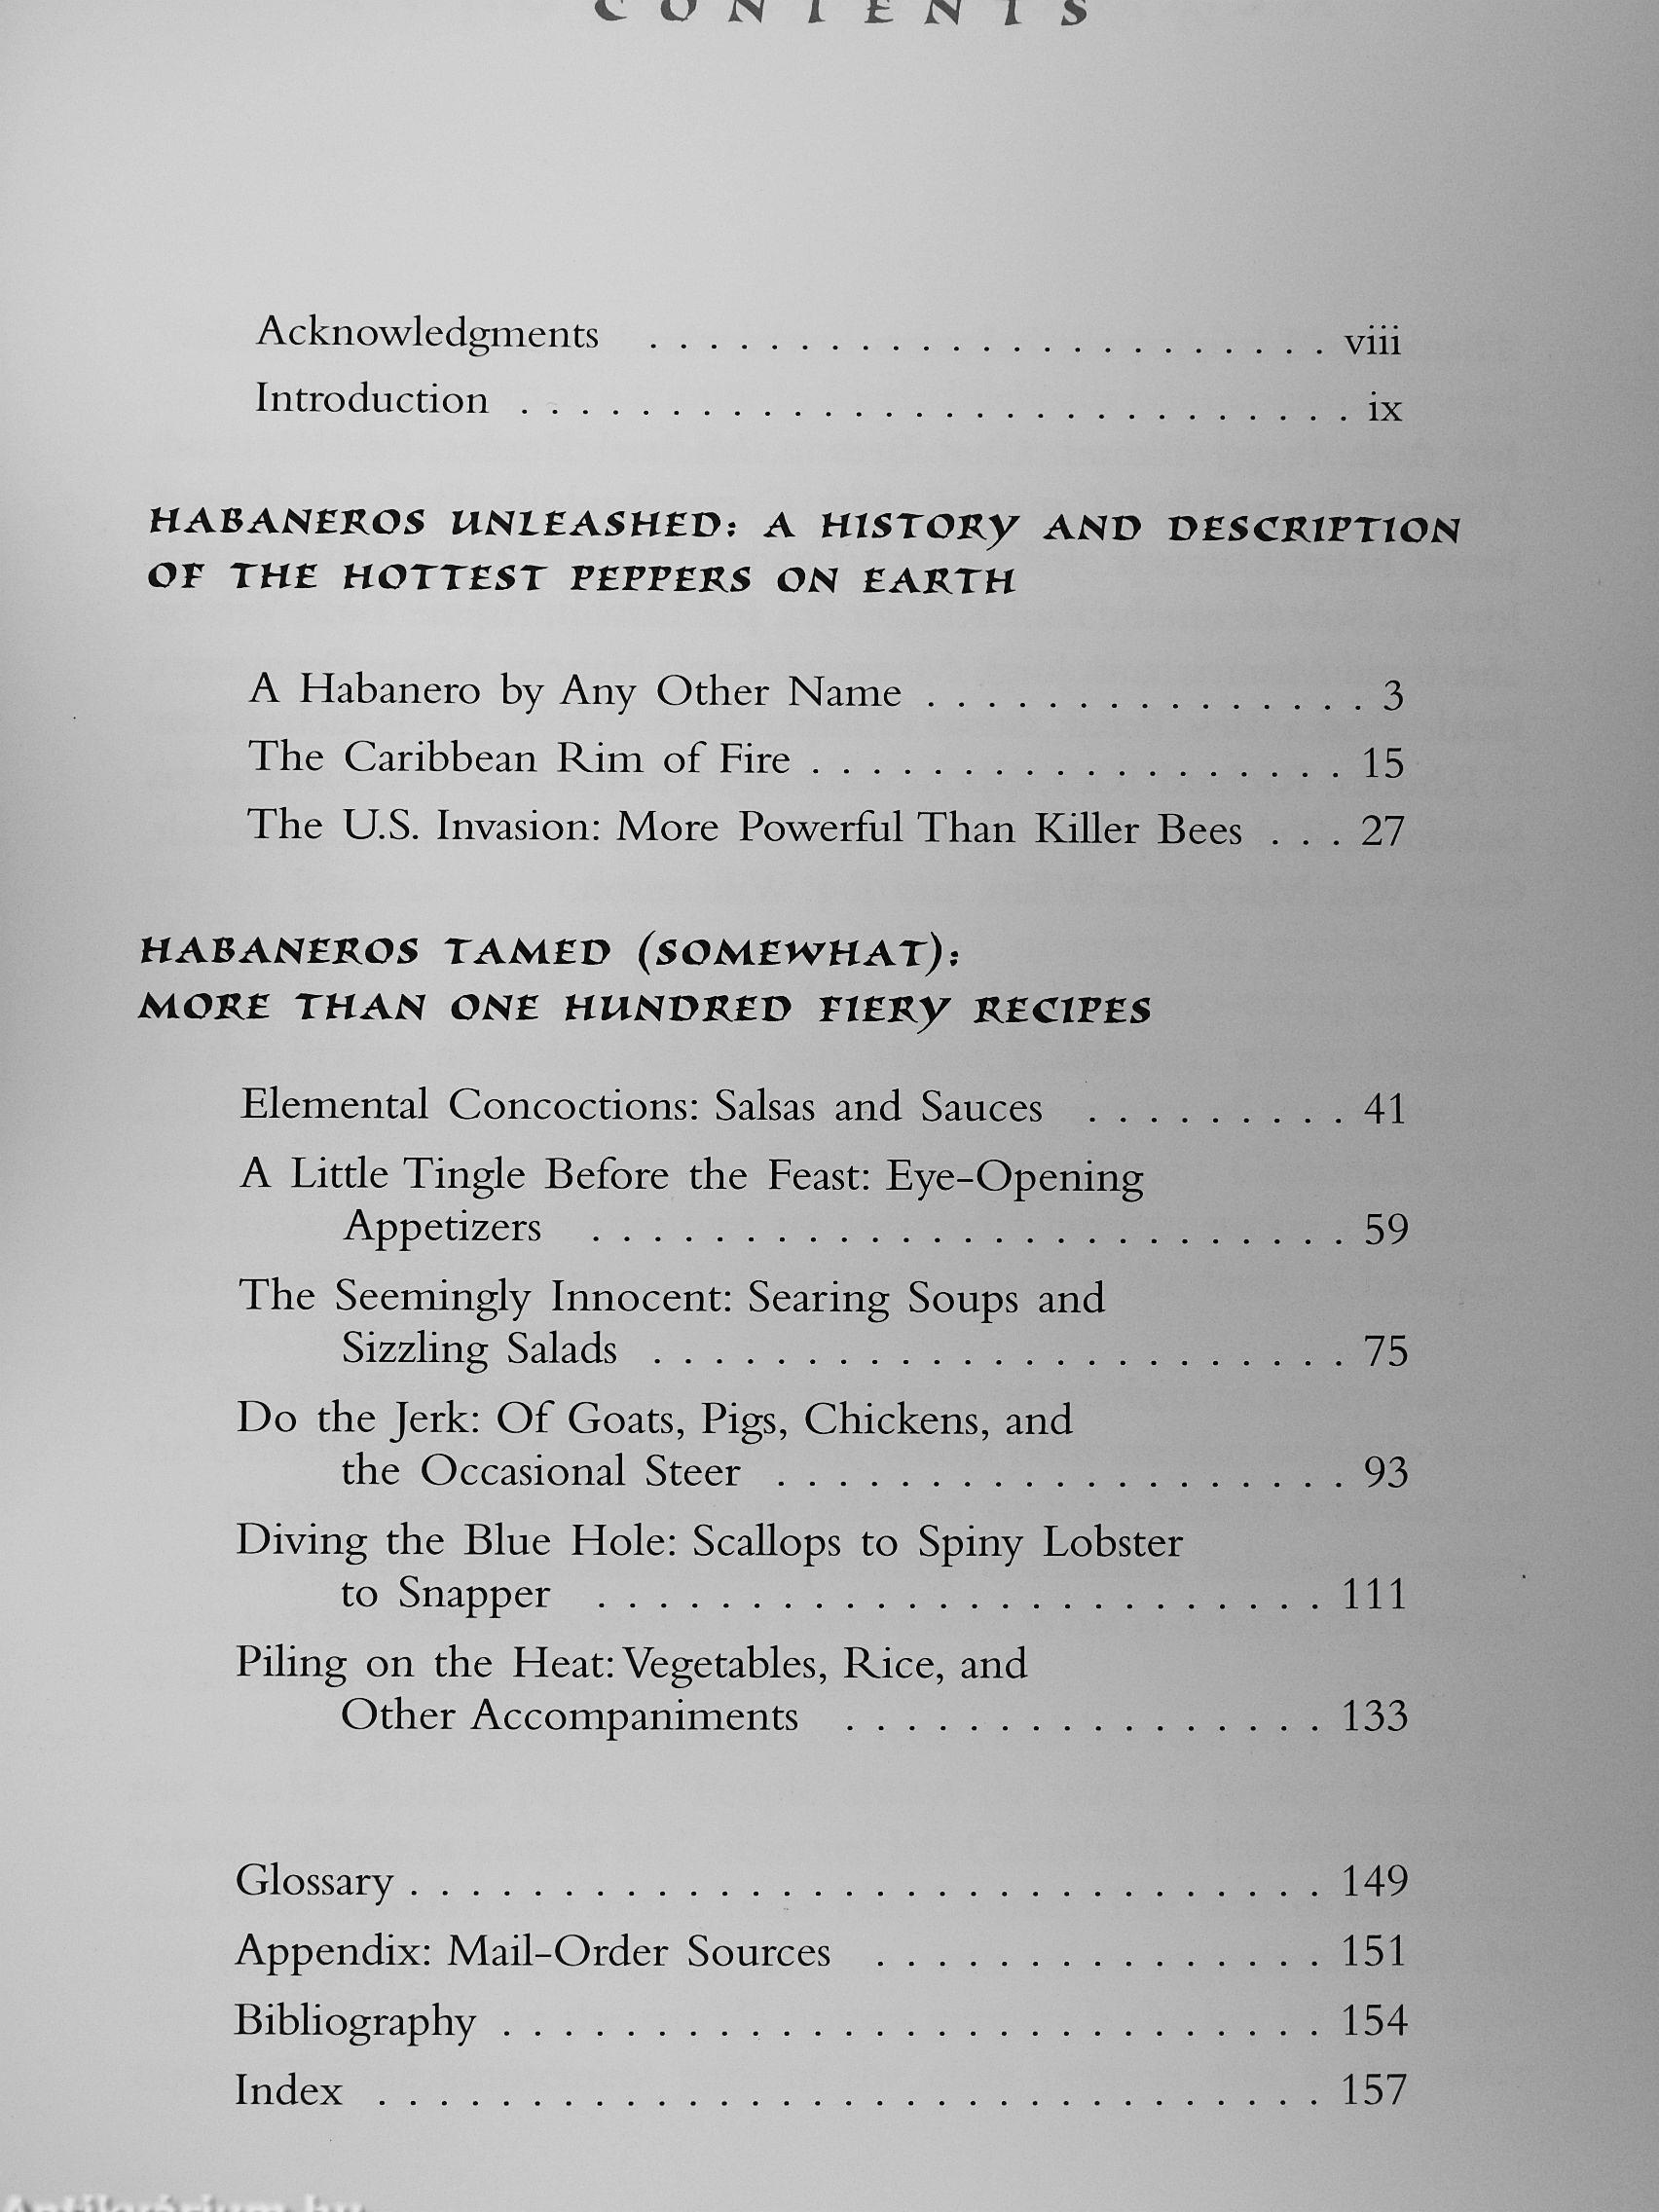 CONTENTS
Acknowledgments . . . . . . . . . . . . . . . . . . . . . . . viii
Introduction . . . . . . . . . . . . . . . . . . . . . . . . . . . . ix
HABANEROS UNLEASHED: A HISTORY AND DESCRIPTION
OF THE HOTTEST PEPPERS ON EARTH
A Habanero by Any Other Name . . . . . . . . . . . . . . . 3
The Caribbean Rim of Fire . . . . . . . . . . . . . . . . . . 15
The U.S. Invasion: More Powerful Than Killer Bees . . . 27
HABANEROS TAMED (SOMEWHAT):
MORE THAN ONE HUNDRED FIERY RECIPES
Elemental Concoctions: Salsas and Sauces . . . . . . . . . 41
A Little Tingle Before the Feast: Eye-Opening
Appetizers . . . . . . . . . . . . . . . . . . . . . . . . . 59
The Seemingly Innocent: Searing Soups and
Sizzling Salads . . . . . . . . . . . . . . . . . . . . . . . 75
Do the Jerk: Of Goats, Pigs, Chickens, and
the Occasional Steer . . . . . . . . . . . . . . . . . . . 93
Diving the Blue Hole: Scallops to Spiny Lobster
to Snapper . . . . . . . . . . . . . . . . . . . . . . . . 111
Piling on the Heat: Vegetables, Rice, and
Other Accompaniments . . . . . . . . . . . . . . . . 133
Glossary . . . . . . . . . . . . . . . . . . . . . . . . . . . . . . 149
Appendix: Mail-Order Sources . . . . . . . . . . . . . . . 151
Bibliography . . . . . . . . . . . . . . . . . . . . . . . . . . . 154
Index . . . . . . . . . . . . . . . . . . . . . . . . . . . . . . . 157
Antikvárium.hu